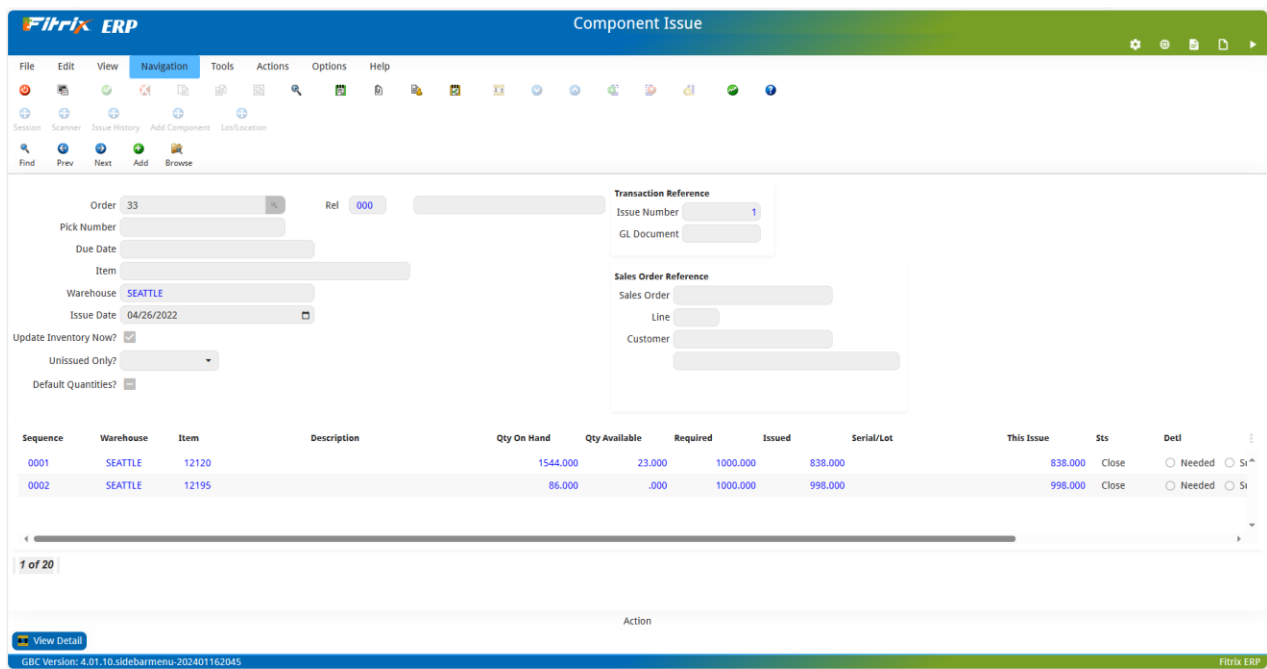 Fitrix ERP
Component Issue
File Edit View Navigation Tools Actions Options Help
Session Scanner Issue History Add Component Lot/Location
Find Prev Next Add Browse
Order 33 Rel 000
Pick Number
Due Date
Item
Warehouse SEATTLE
Issue Date 04/26/2022
Update Inventory Now?
Unissued Only?
Default Quantities?
Transaction Reference
Issue Number 1
GL Document
Sales Order Reference
Sales Order
Line
Customer
Sequence Warehouse Item Description Qty On Hand Qty Available Required Issued Serial/Lot This Issue Sts Detl
0001 SEATTLE 12120 1544.000 23.000 1000.000 838.000 838.000 Close Needed
0002 SEATTLE 12195 86.000 .000 1000.000 998.000 998.000 Close Needed
1 of 20
Action
View Detail
GBC Version: 4.01.10.sidebarmenu-202401162045 Fitrix ERP